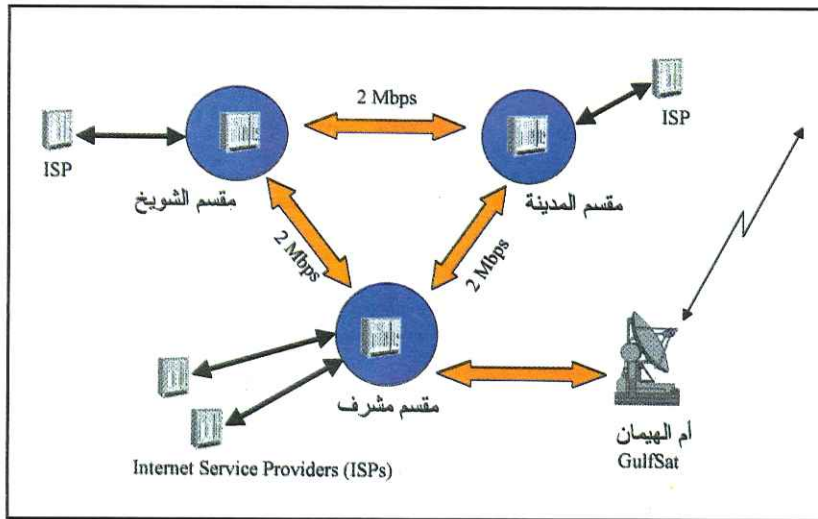 2 Mbps
ISP
ISP
مقسم الشويخ
مقسم المدينة
2 Mbps
2 Mbps
مقسم مشرف
أم الهيمان
GulfSat
Internet Service Providers (ISPs)